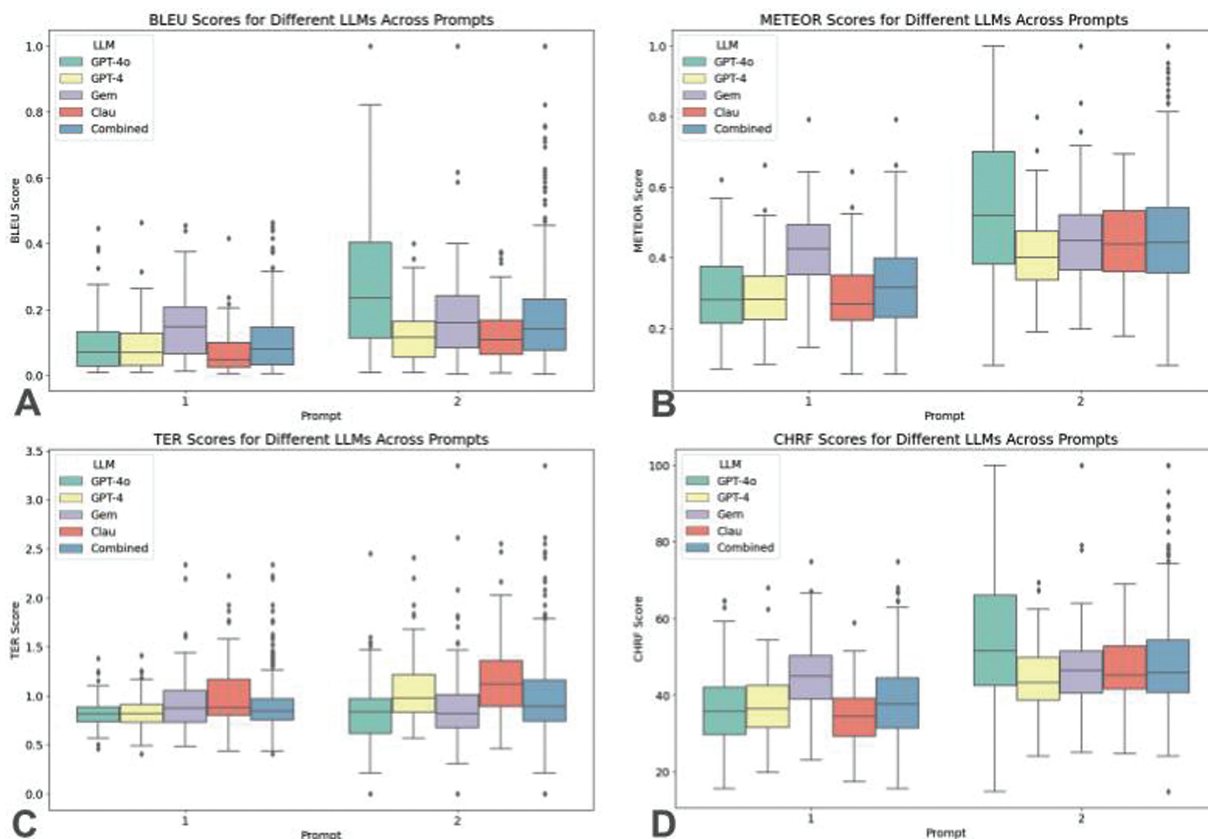 BLEU Scores for Different LLMs Across Prompts
1.0
0.8
0.6
0.4
0.2
0.0
BLEU Score
LLM
GPT-4o
GPT-4
Gem
Clau
Combined
1
2
Prompt
A
METEOR Scores for Different LLMs Across Prompts
1.0
0.8
0.6
0.4
0.2
METEOR Score
LLM
GPT-4o
GPT-4
Gem
Clau
Combined
1
2
Prompt
B
TER Scores for Different LLMs Across Prompts
3.5
3.0
2.5
2.0
1.5
1.0
0.5
0.0
TER Score
LLM
GPT-4o
GPT-4
Gem
Clau
Combined
1
2
Prompt
C
CHRF Scores for Different LLMs Across Prompts
100
80
60
40
20
CHRF Score
LLM
GPT-4o
GPT-4
Gem
Clau
Combined
1
2
Prompt
D